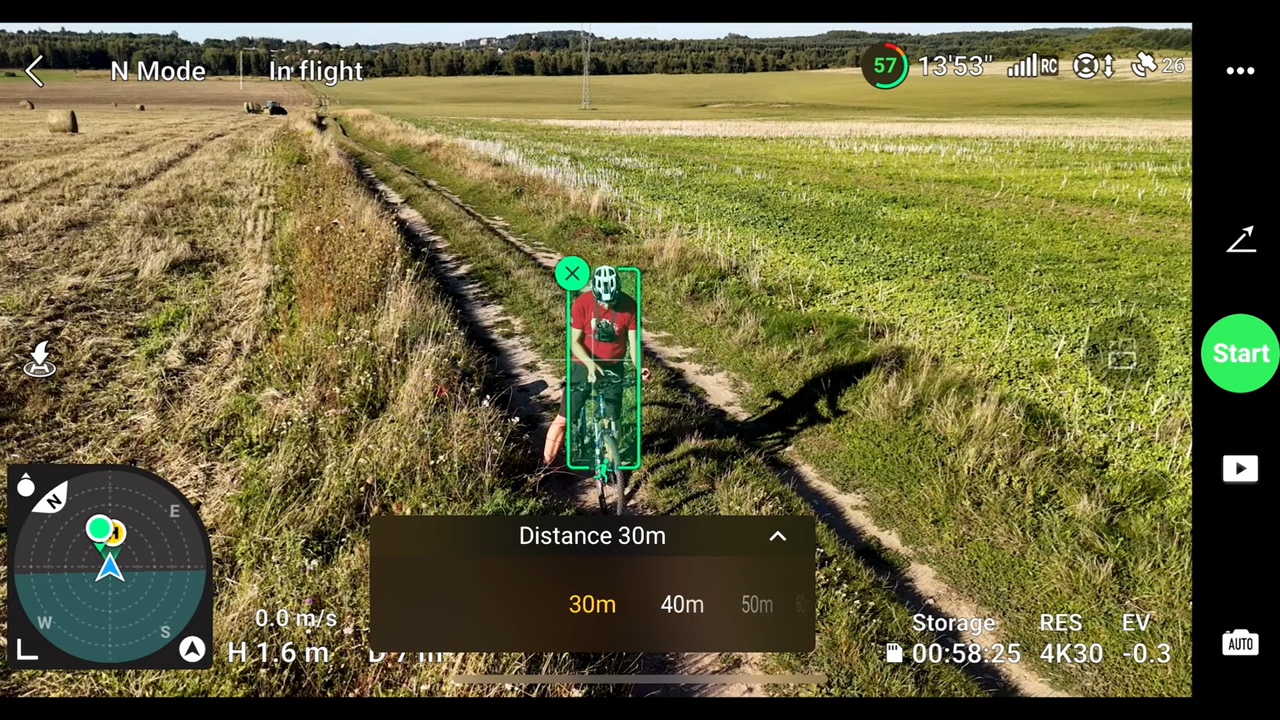 N Mode
In flight
57
13'53"
RC
26
Start
Distance 30m
30m
40m
50m
N
E
W
S
H
0.0 m/s
H 1.6 m
Storage
RES
EV
00:58:25
4K30
-0.3
AUTO